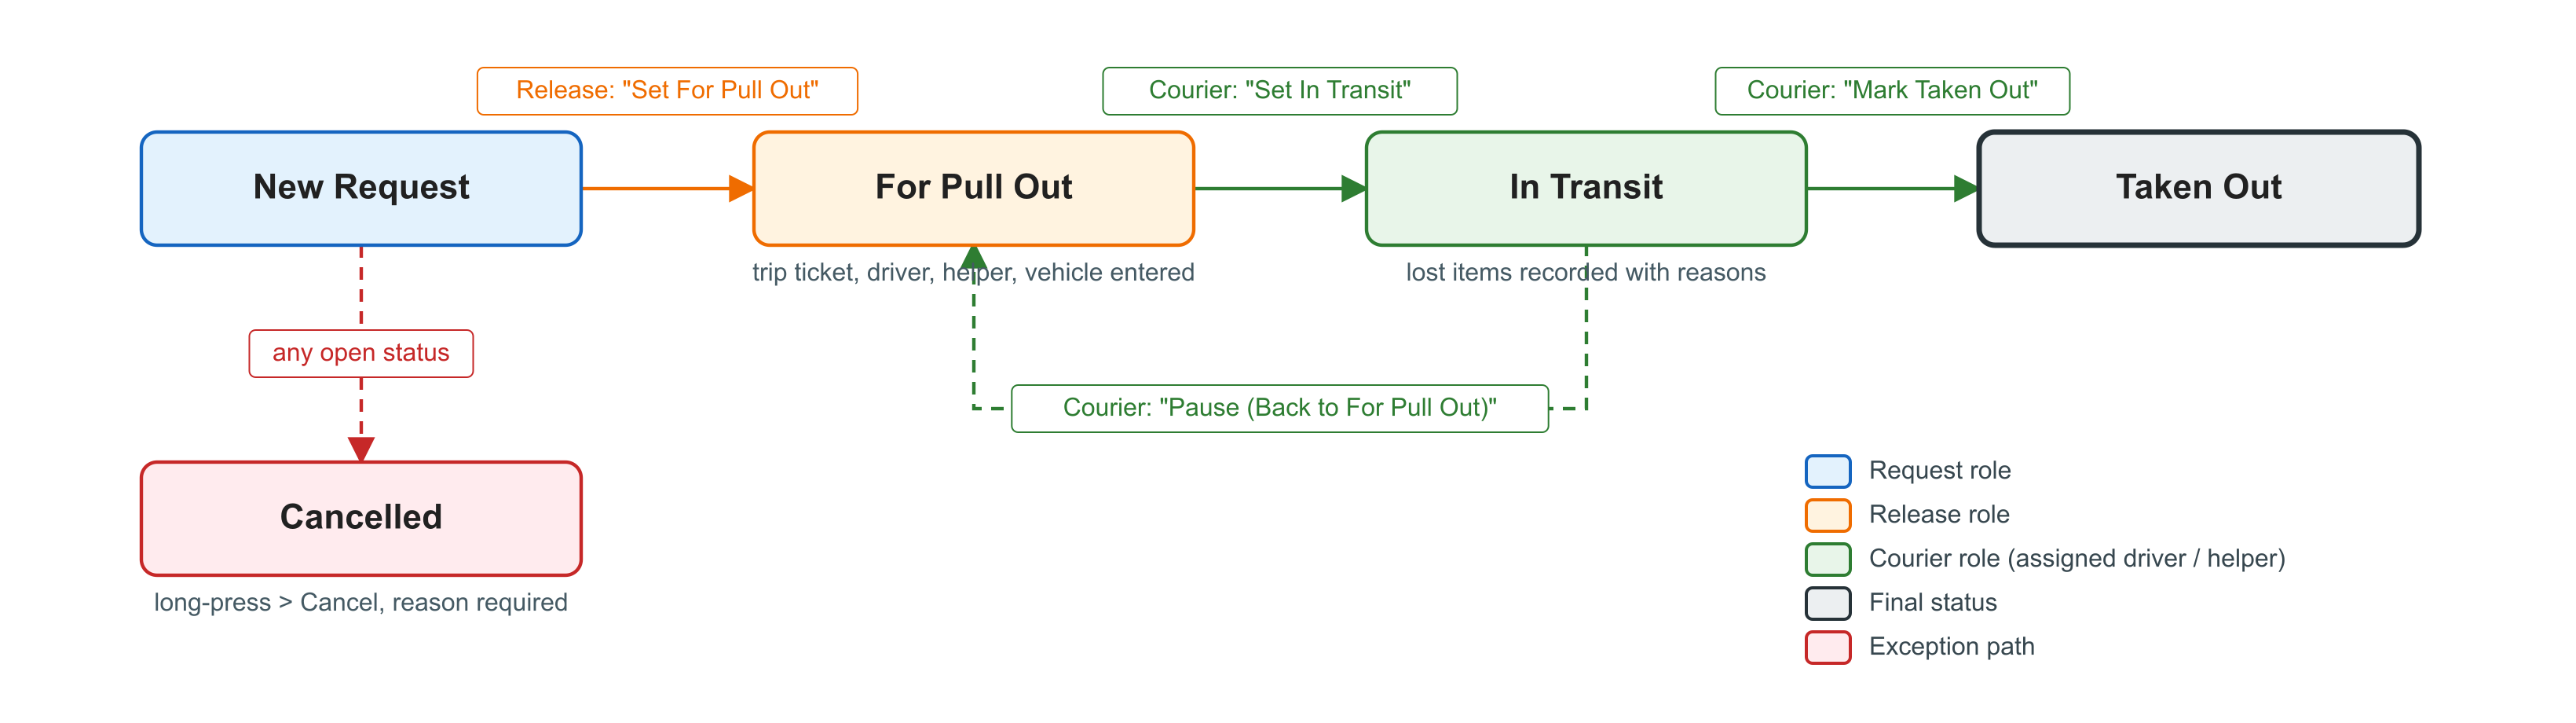 Release: "Set For Pull Out"
Courier: "Set In Transit"
Courier: "Mark Taken Out"
New Request
For Pull Out
In Transit
Taken Out
trip ticket, driver, helper, vehicle entered
lost items recorded with reasons
any open status
Courier: "Pause (Back to For Pull Out)"
Cancelled
long-press > Cancel, reason required
Request role
Release role
Courier role (assigned driver / helper)
Final status
Exception path